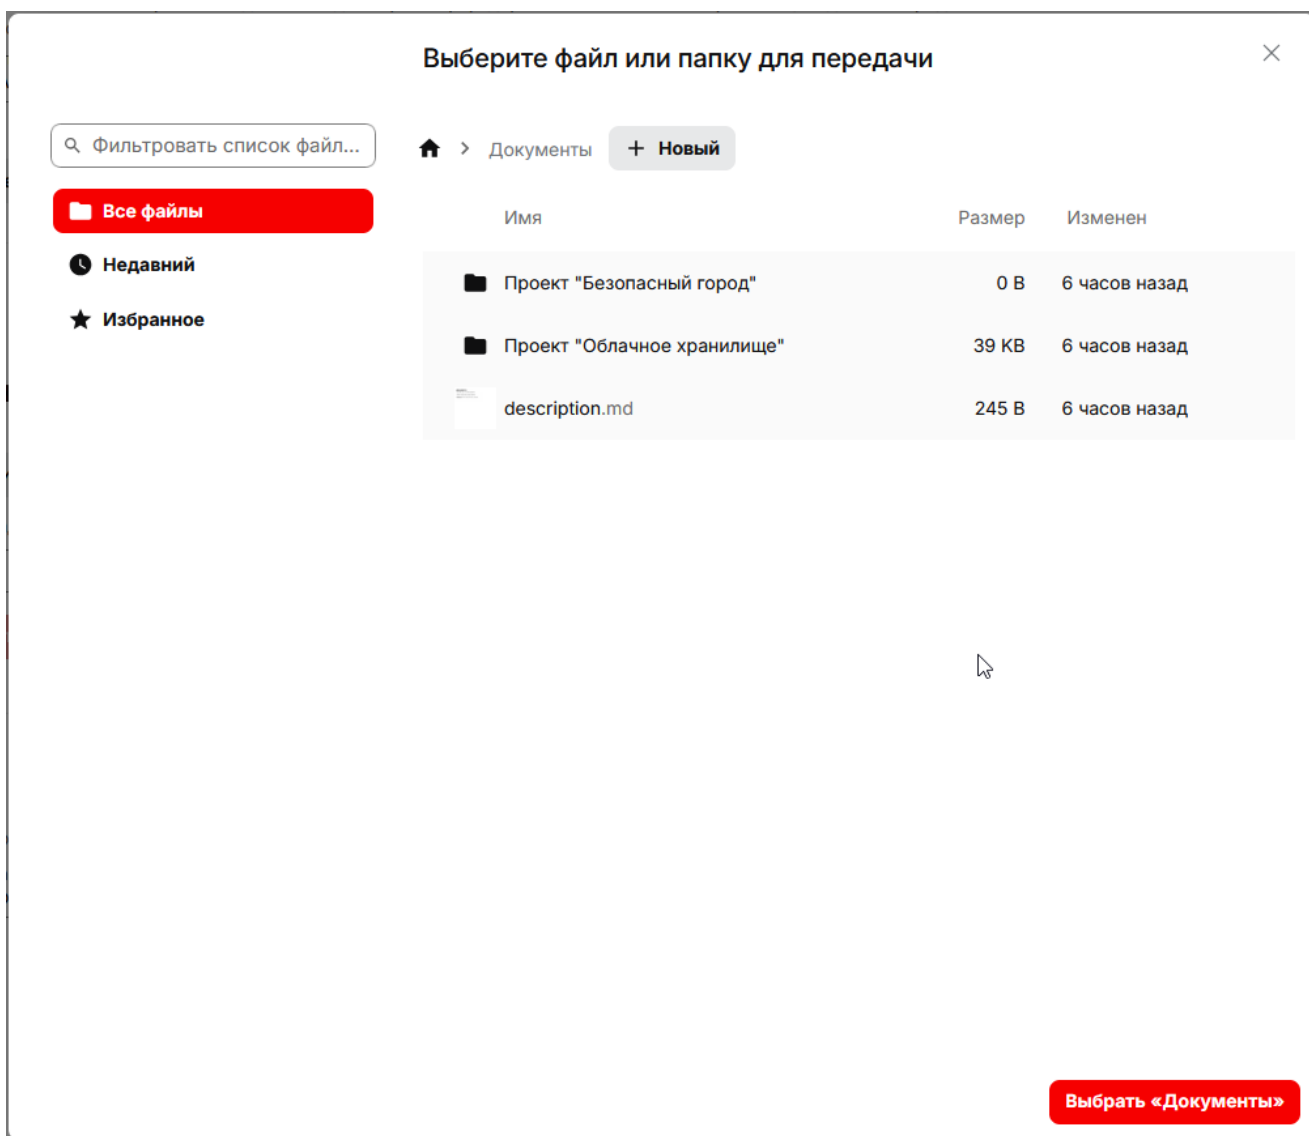 Выберите файл или папку для передачи
Фильтровать список файл...
Документы
+ Новый
Все файлы
Недавний
Избранное
Имя Размер Изменен
Проект "Безопасный город" 0 B 6 часов назад
Проект "Облачное хранилище" 39 KB 6 часов назад
description.md 245 B 6 часов назад
Выбрать «Документы»